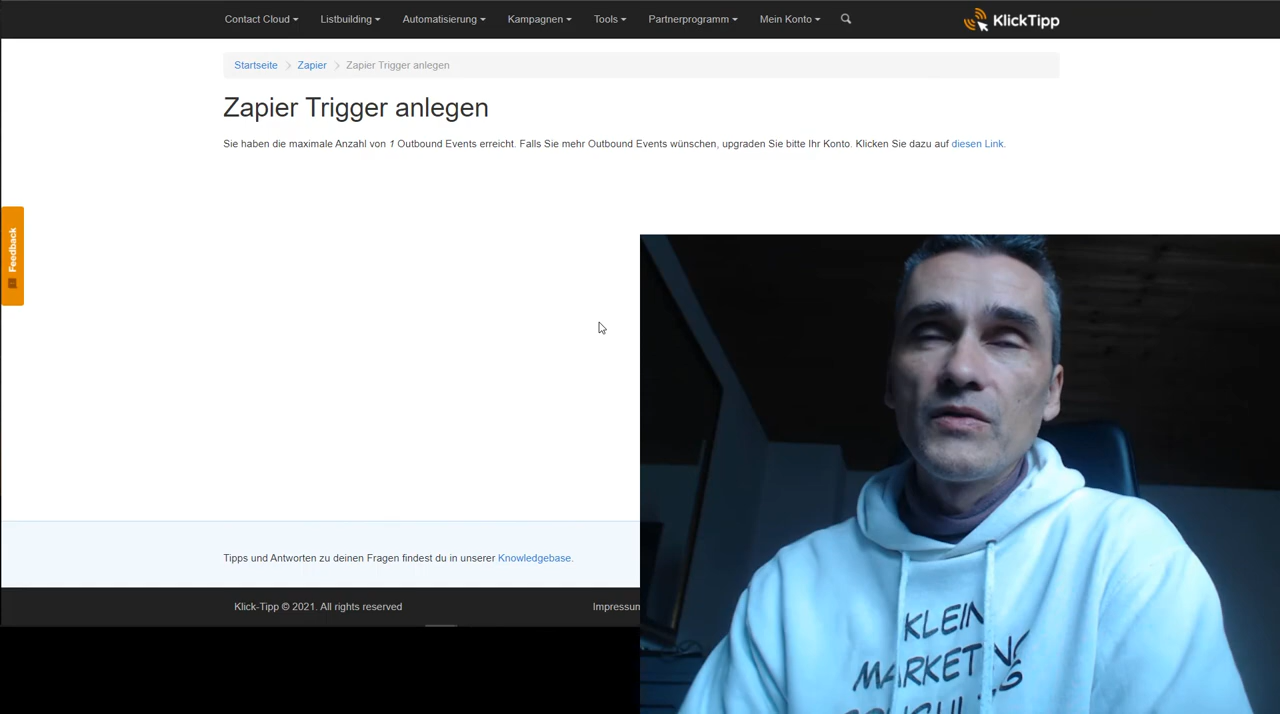 Contact Cloud Listbuilding Automatisierung Kampagnen Tools Partnerprogramm Mein Konto KlickTipp
Startseite Zapier Zapier Trigger anlegen
Zapier Trigger anlegen
Sie haben die maximale Anzahl von 1 Outbound Events erreicht. Falls Sie mehr Outbound Events wünschen, upgraden Sie bitte Ihr Konto. Klicken Sie dazu auf diesen Link.
Feedback
Tipps und Antworten zu deinen Fragen findest du in unserer Knowledgebase.
Klick-Tipp © 2021. All rights reserved Impressum
KLEIN
MARKETING